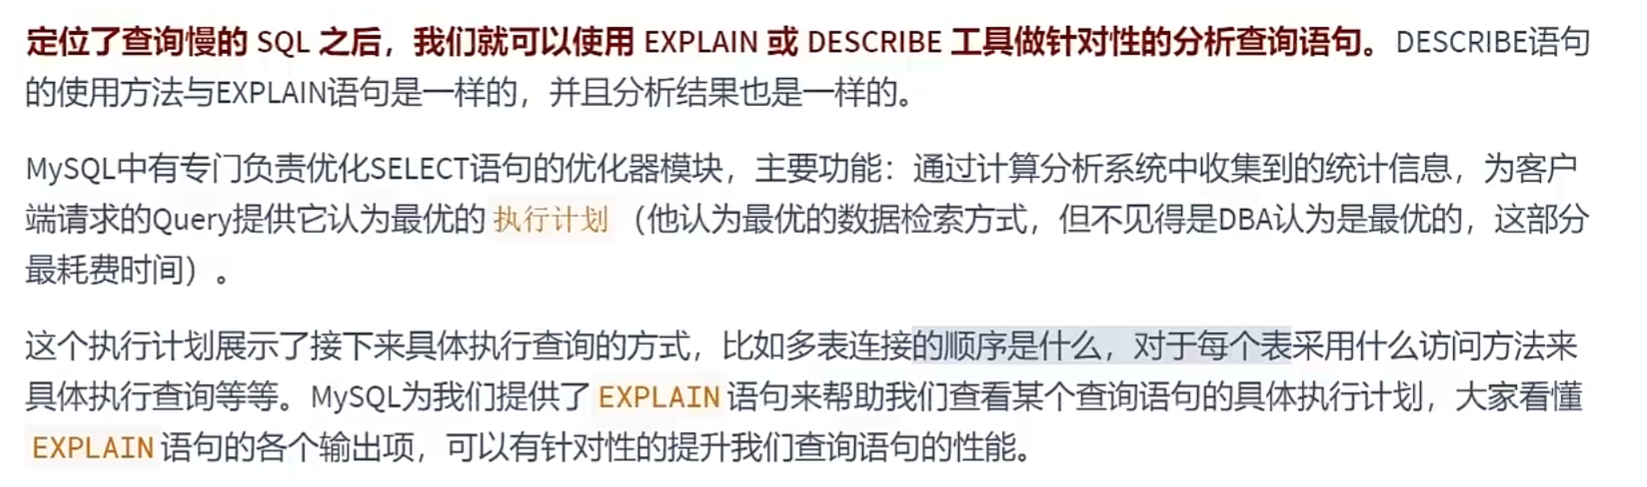 定位了查询慢的 SQL 之后，我们就可以使用 EXPLAIN 或 DESCRIBE 工具做针对性的分析查询语句。DESCRIBE语句
的使用方法与EXPLAIN语句是一样的，并且分析结果也是一样的。
MySQL中有专门负责优化SELECT语句的优化器模块，主要功能：通过计算分析系统中收集到的统计信息，为客户
端请求的Query提供它认为最优的 执行计划 （他认为最优的数据检索方式，但不见得是DBA认为是最优的，这部分
最耗费时间）。
这个执行计划展示了接下来具体执行查询的方式，比如多表连接的顺序是什么，对于每个表采用什么访问方法来
具体执行查询等等。MySQL为我们提供了 EXPLAIN 语句来帮助我们查看某个查询语句的具体执行计划，大家看懂
EXPLAIN 语句的各个输出项，可以有针对性的提升我们查询语句的性能。